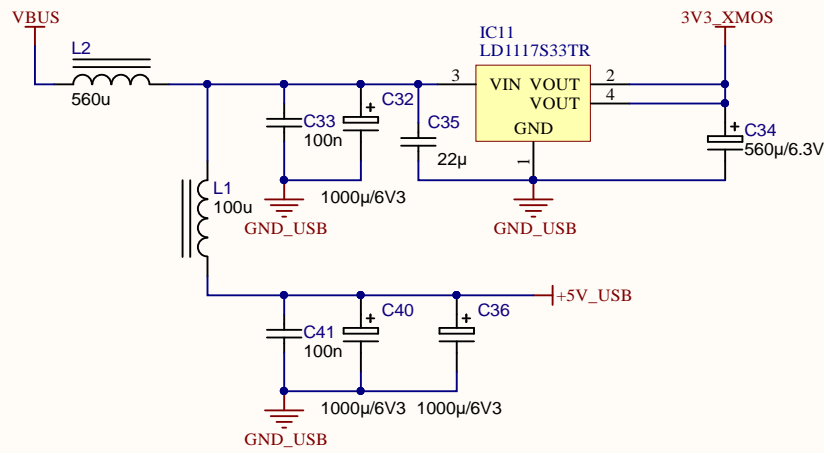 VBUS
L2
560u
IC11
LD1117S33TR
3V3_XMOS
3
VIN VOUT
2
VOUT
4
GND
1
C33
100n
C32
1000µ/6V3
C35
22µ
C34
560µ/6.3V
GND_USB
GND_USB
L1
100u
+5V_USB
C41
100n
C40
1000µ/6V3
C36
1000µ/6V3
GND_USB